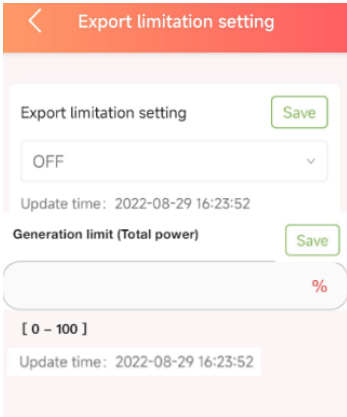 Export limitation setting
Export limitation setting Save
OFF
Update time: 2022-08-29 16:23:52
Generation limit (Total power) Save
%
[ 0 – 100 ]
Update time: 2022-08-29 16:23:52